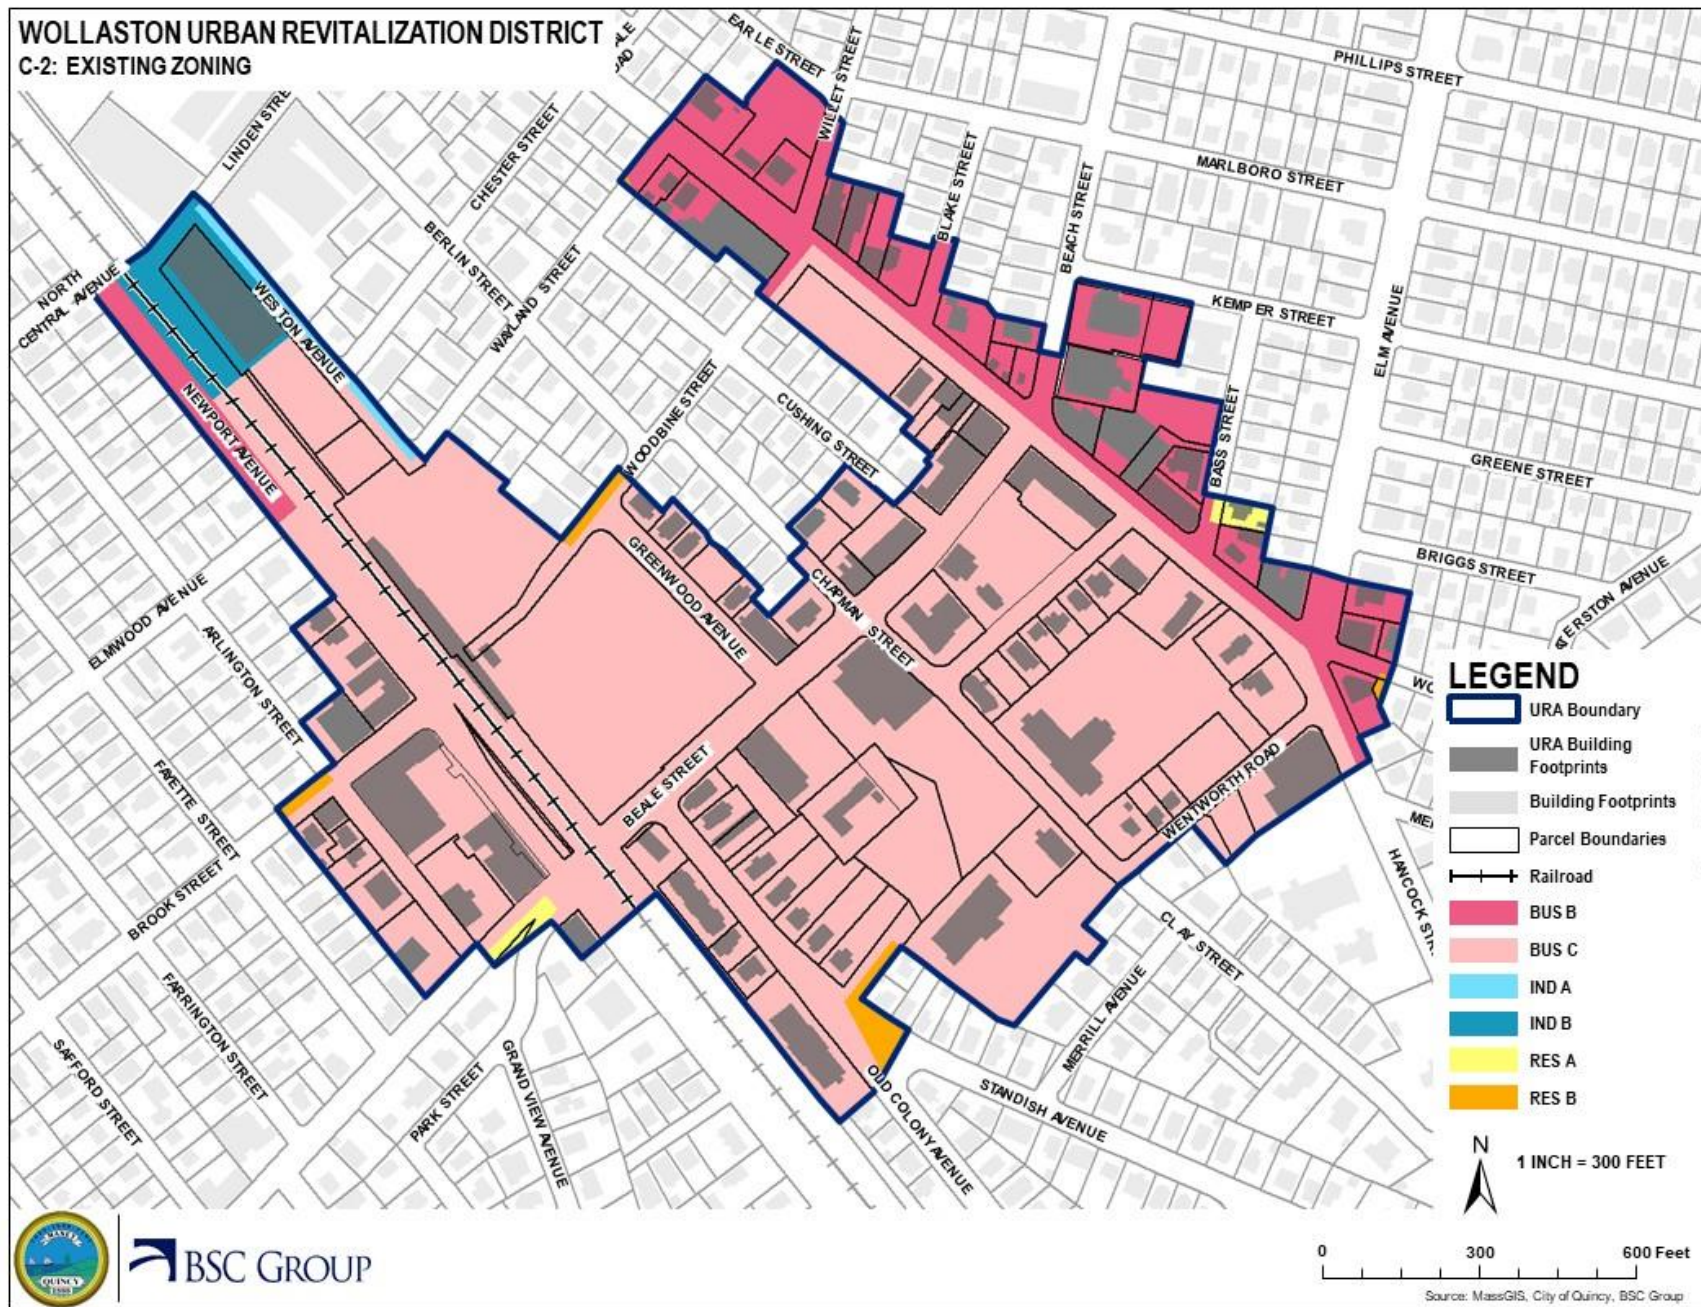 WOLLASTON URBAN REVITALIZATION DISTRICT
C-2: EXISTING ZONING
EARLE STREET
WILLET STREET
PHILLIPS STREET
LINDEN STRE
CHESTER STREET
BLAKE STREET
BEACH STREET
MARLBORO STREET
BERLIN STREET
WAYLAND STREET
NORTH
CENTRAL AVENUE
WESTON AVENUE
KEMPER STREET
ELM AVENUE
NEWPORT AVENUE
WOODBINE STREET
CUSHING STREET
BASS STREET
GREENE STREET
GREENWOOD AVENUE
CHAPMAN STREET
BRIGGS STREET
ERSTON AVENUE
ELMWOOD AVENUE
ARLINGTON STREET
FAYETTE STREET
BEALE STREET
WENTWORTH ROAD
BROOK STREET
HANCOCK STR
CLAY STREET
FARRINGTON STREET
SAFFORD STREET
MERRILL AVENUE
PARK STREET
GRAND VIEW AVENUE
OLD COLONY AVENUE
STANDISH AVENUE
LEGEND
URA Boundary
URA Building
Footprints
Building Footprints
Parcel Boundaries
Railroad
BUS B
BUS C
IND A
IND B
RES A
RES B
N
1 INCH = 300 FEET
MANET
QUINCY
BSC GROUP
0 300 600 Feet
Source: MassGIS, City of Quincy, BSC Group